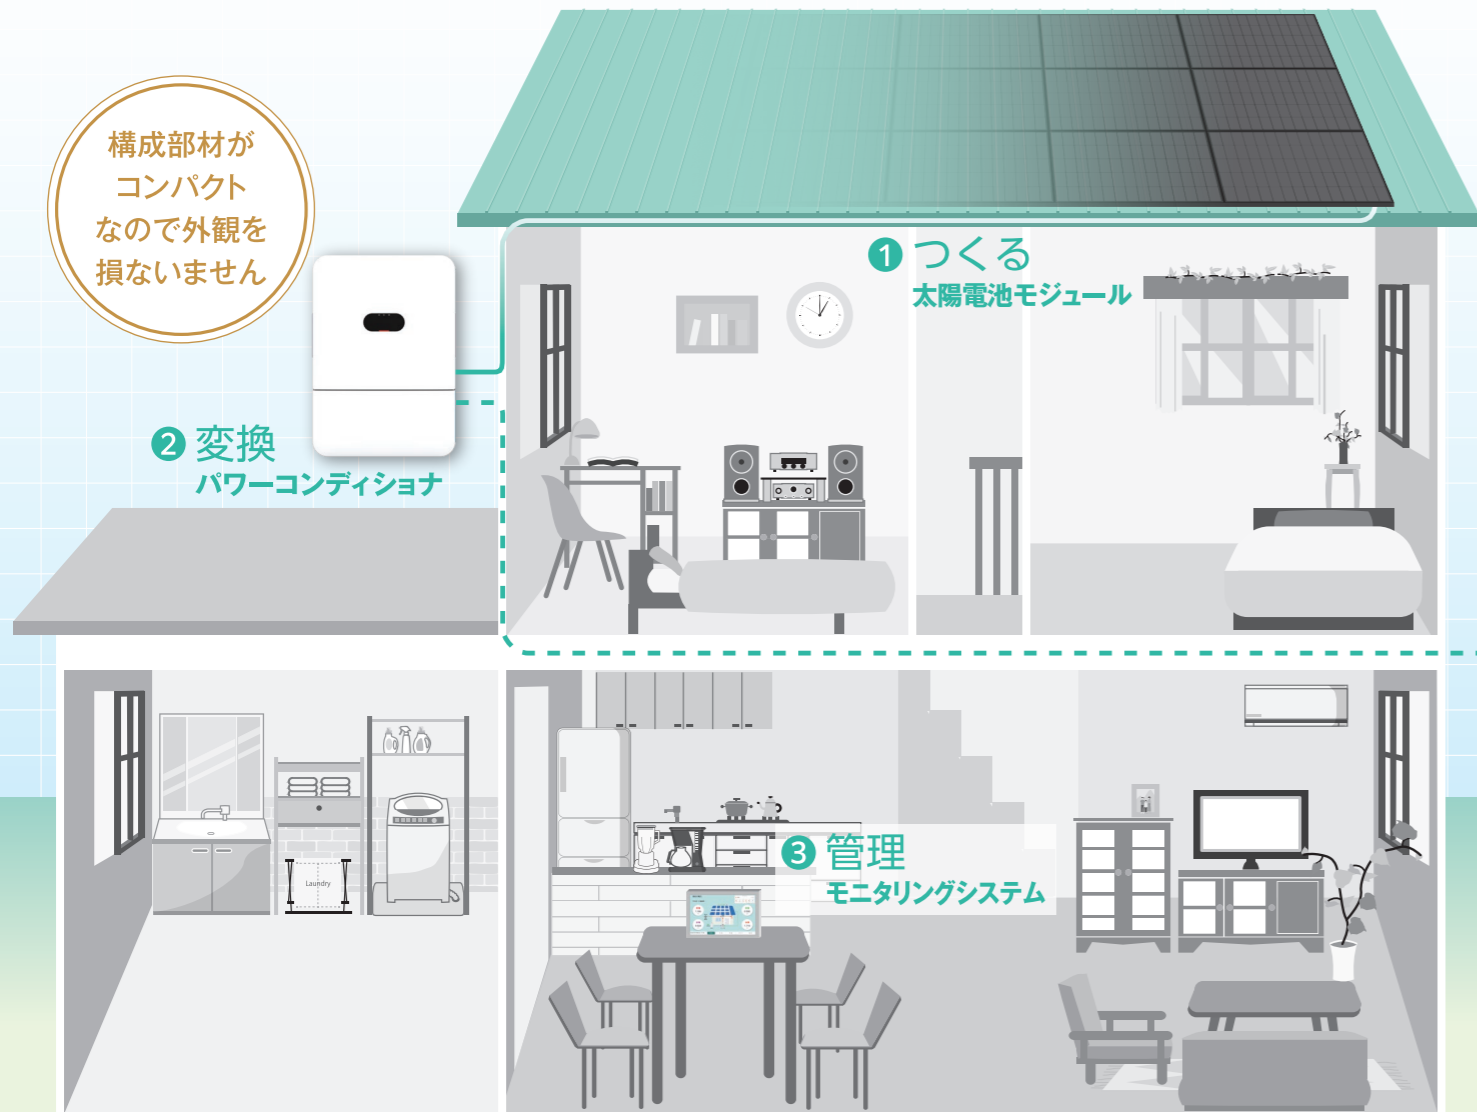 構成部材が
コンパクト
なので外観を
損ないません
1 つくる
太陽電池モジュール
2 変換
パワーコンディショナ
3 管理
モニタリングシステム
Laundry